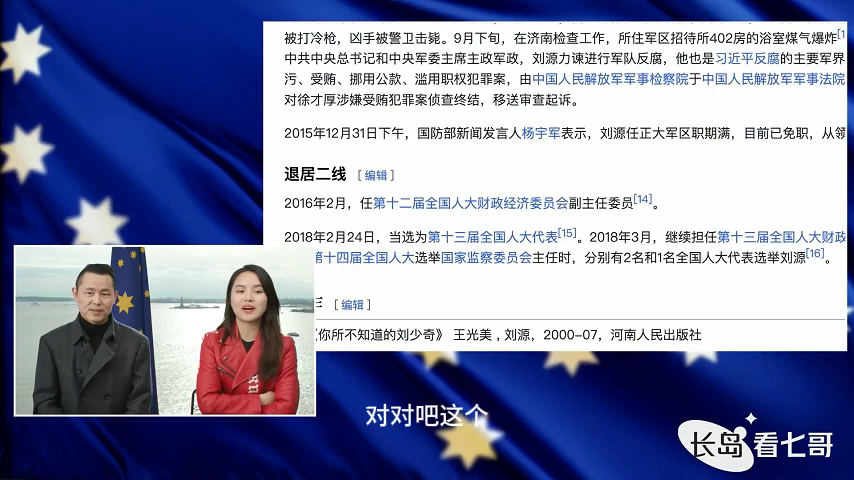 被打冷枪，凶手被警卫击毙。9月下旬，在济南检查工作，所住军区招待所402房的浴室煤气爆炸[1
中共中央总书记和中央军委主席主政军政，刘源力谏进行军队反腐，他也是习近平反腐的主要军界
污、受贿、挪用公款、滥用职权犯罪案，由中国人民解放军军事检察院于中国人民解放军军事法院
对徐才厚涉嫌受贿犯罪案侦查终结，移送审查起诉。
2015年12月31日下午，国防部新闻发言人杨宇军表示，刘源任正大军区职期满，目前已免职，从领
退居二线 [编辑]
2016年2月，任第十二届全国人大财政经济委员会副主任委员[14]。
2018年2月24日，当选为第十三届全国人大代表[15]。2018年3月，继续担任第十三届全国人大财政
第十四届全国人大选举国家监察委员会主任时，分别有2名和1名全国人大代表选举刘源[16]。
[编辑]
《你所不知道的刘少奇》 王光美，刘源，2000–07，河南人民出版社
对对吧这个
长岛看七哥